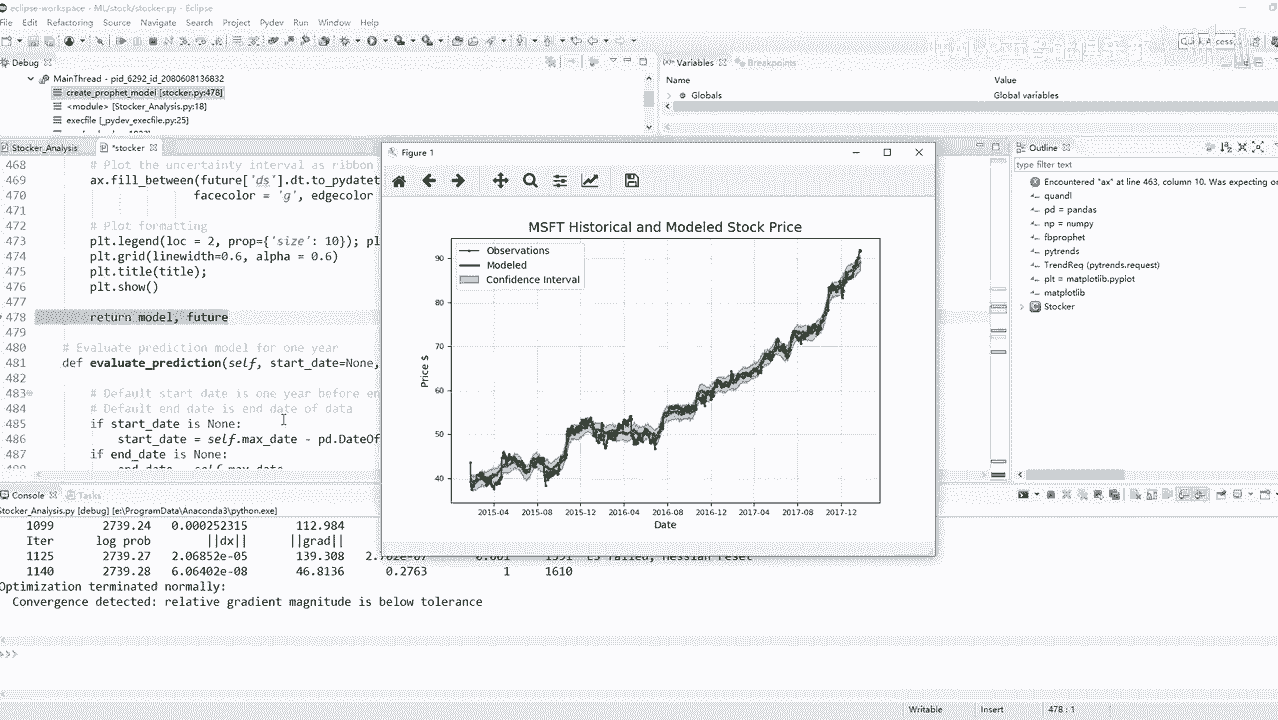 eclipse-workspace - ML/stock/stocker.py - Eclipse
File Edit Refactoring Source Navigate Search Project Pydev Run Window Help
Debug
Variables Breakpoints
MainThread - pid_6292_id_2080608136832
create_prophet_model [stocker.py:478]
<module> [Stocker_Analysis.py:18]
execfile [_pydev_execfile.py:25]
Name Value
Globals Global variables
Stocker_Analysis *stocker
468 # Plot the uncertainty interval as ribbon
469 ax.fill_between(future['ds'].dt.to_pydatet
470 facecolor = 'g', edgecolor
471
472 # Plot formatting
473 plt.legend(loc = 2, prop={'size': 10}); pl
474 plt.grid(linewidth=0.6, alpha = 0.6)
475 plt.title(title);
476 plt.show()
477
478 return model, future
479
480 # Evaluate prediction model for one year
481 def evaluate_prediction(self, start_date=None,
482
483 # Default start date is one year before en
484 # Default end date is end date of data
485 if start_date is None:
486 start_date = self.max_date - pd.DateOf
487 if end_date is None:
Figure 1
MSFT Historical and Modeled Stock Price
Observations
Modeled
Confidence Interval
90
80
70
60
50
40
Price $
2015-04 2015-08 2015-12 2016-04 2016-08 2016-12 2017-04 2017-08 2017-12
Date
Outline
type filter text
Encountered "ax" at line 463, column 10. Was expecting on
quandl
pd = pandas
np = numpy
fbprophet
pytrends
TrendReq (pytrends.request)
plt = matplotlib.pyplot
matplotlib
Stocker
Console Tasks
Stocker_Analysis.py [debug] [e:\ProgramData\Anaconda3\python.exe]
1099 2739.24 0.000252315 112.984
Iter log prob ||dx|| ||grad||
1125 2739.27 2.06852e-05 139.308
1140 2739.28 6.06402e-08 46.8136 0.2763 1 1610
Optimization terminated normally:
Convergence detected: relative gradient magnitude is below tolerance
>>>
Writable Insert 478 : 1